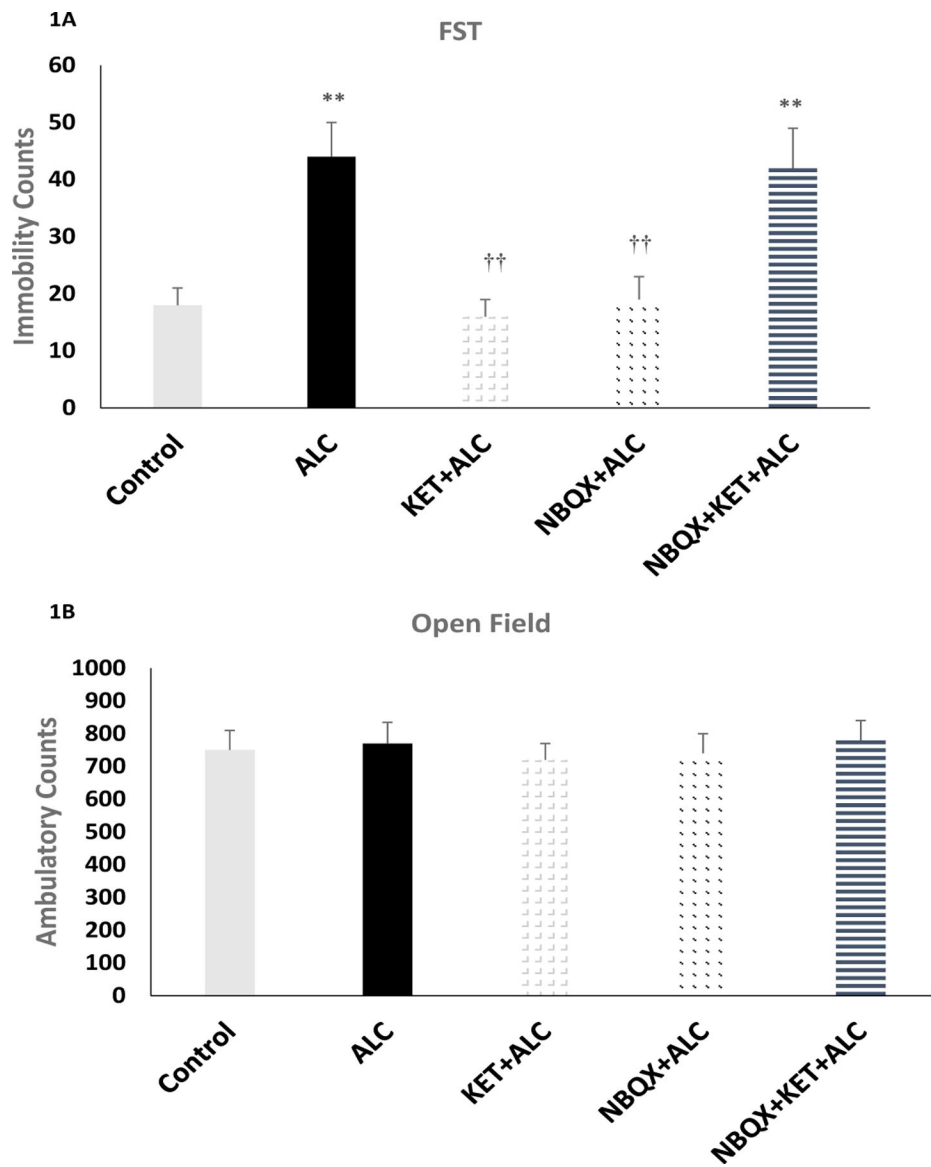 1A
FST
60
50
40
30
20
10
0
Immobility Counts
**
††
††
**
Control
ALC
KET+ALC
NBQX+ALC
NBQX+KET+ALC
1B
Open Field
1000
900
800
700
600
500
400
300
200
100
0
Ambulatory Counts
Control
ALC
KET+ALC
NBQX+ALC
NBQX+KET+ALC